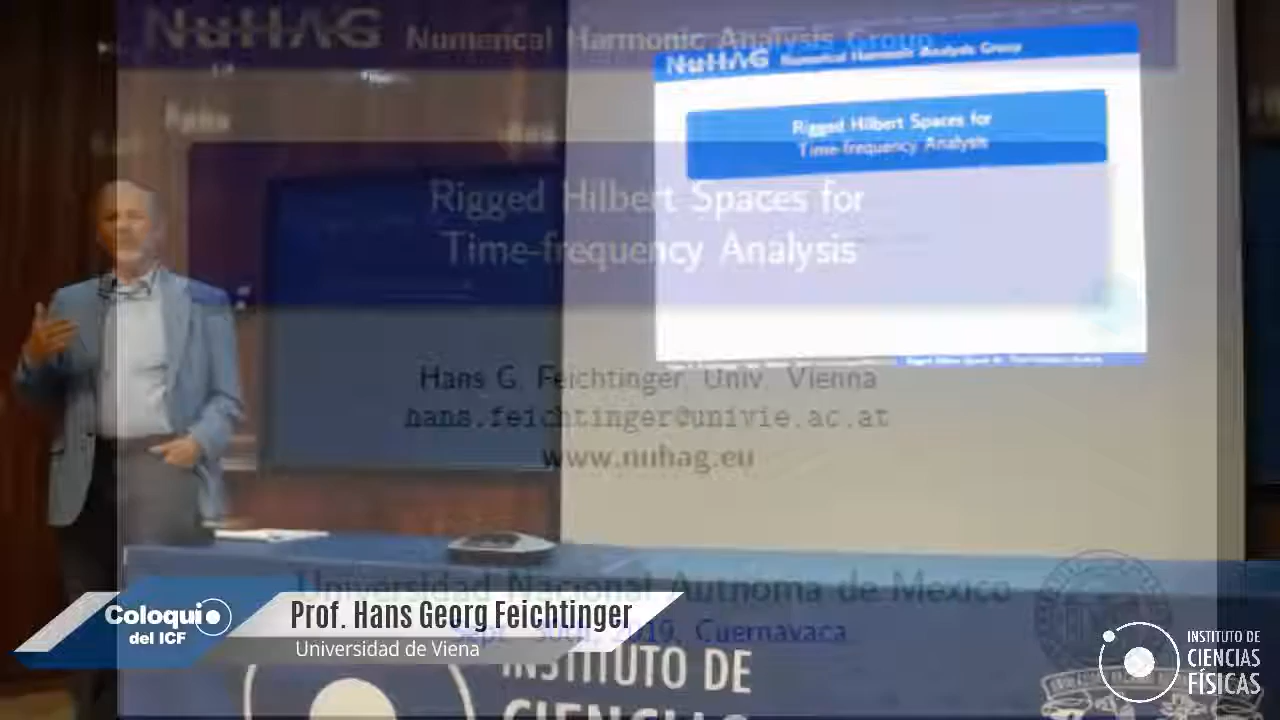 NuHAG Numerical Harmonic Analysis Group
NuHAG Numerical Harmonic Analysis Group
Rigged Hilbert Spaces for
Time-frequency Analysis
Rigged Hilbert Spaces for
Time-frequency Analysis
Hans G. Feichtinger, Univ. Vienna
hans.feichtinger@univie.ac.at
www.nuhag.eu
Universidad Nacional Autnoma de Mexico
Sept. 30th, 2019, Cuernavaca
Coloquio
del ICF
Prof. Hans Georg Feichtinger
Universidad de Viena
INSTITUTO DE
INSTITUTO DE
CIENCIAS
FÍSICAS